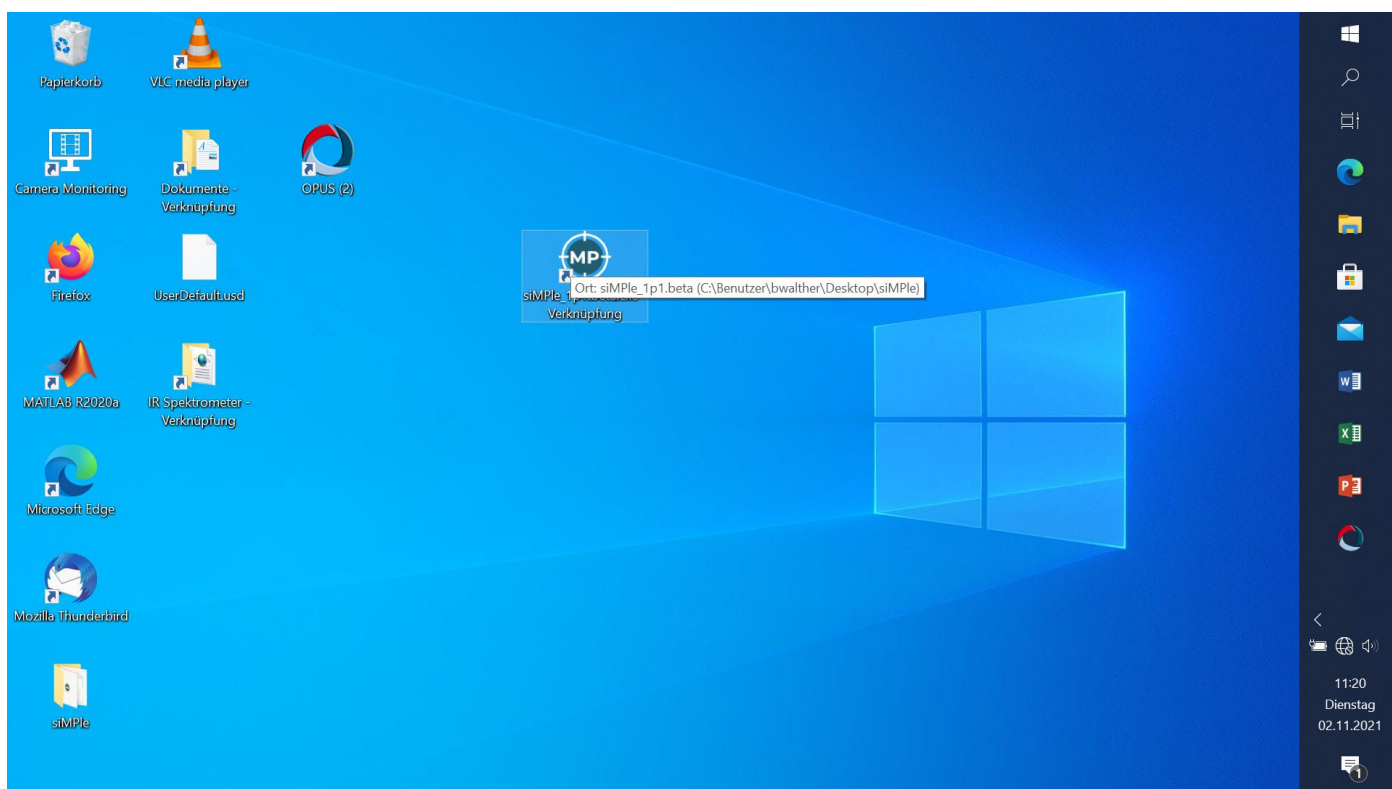 Papierkorb
VLC media player
Camera Monitoring
Dokumente -
Verknüpfung
OPUS (2)
Firefox
UserDefault.usd
MP
siMPle_
Ort: siMPle_1p1.beta (C:\Benutzer\bwalther\Desktop\siMPle)
Verknüpfung
MATLAB R2020a
IR Spektrometer -
Verknüpfung
Microsoft Edge
Mozilla Thunderbird
siMPle
W
X
P
11:20
Dienstag
02.11.2021
1